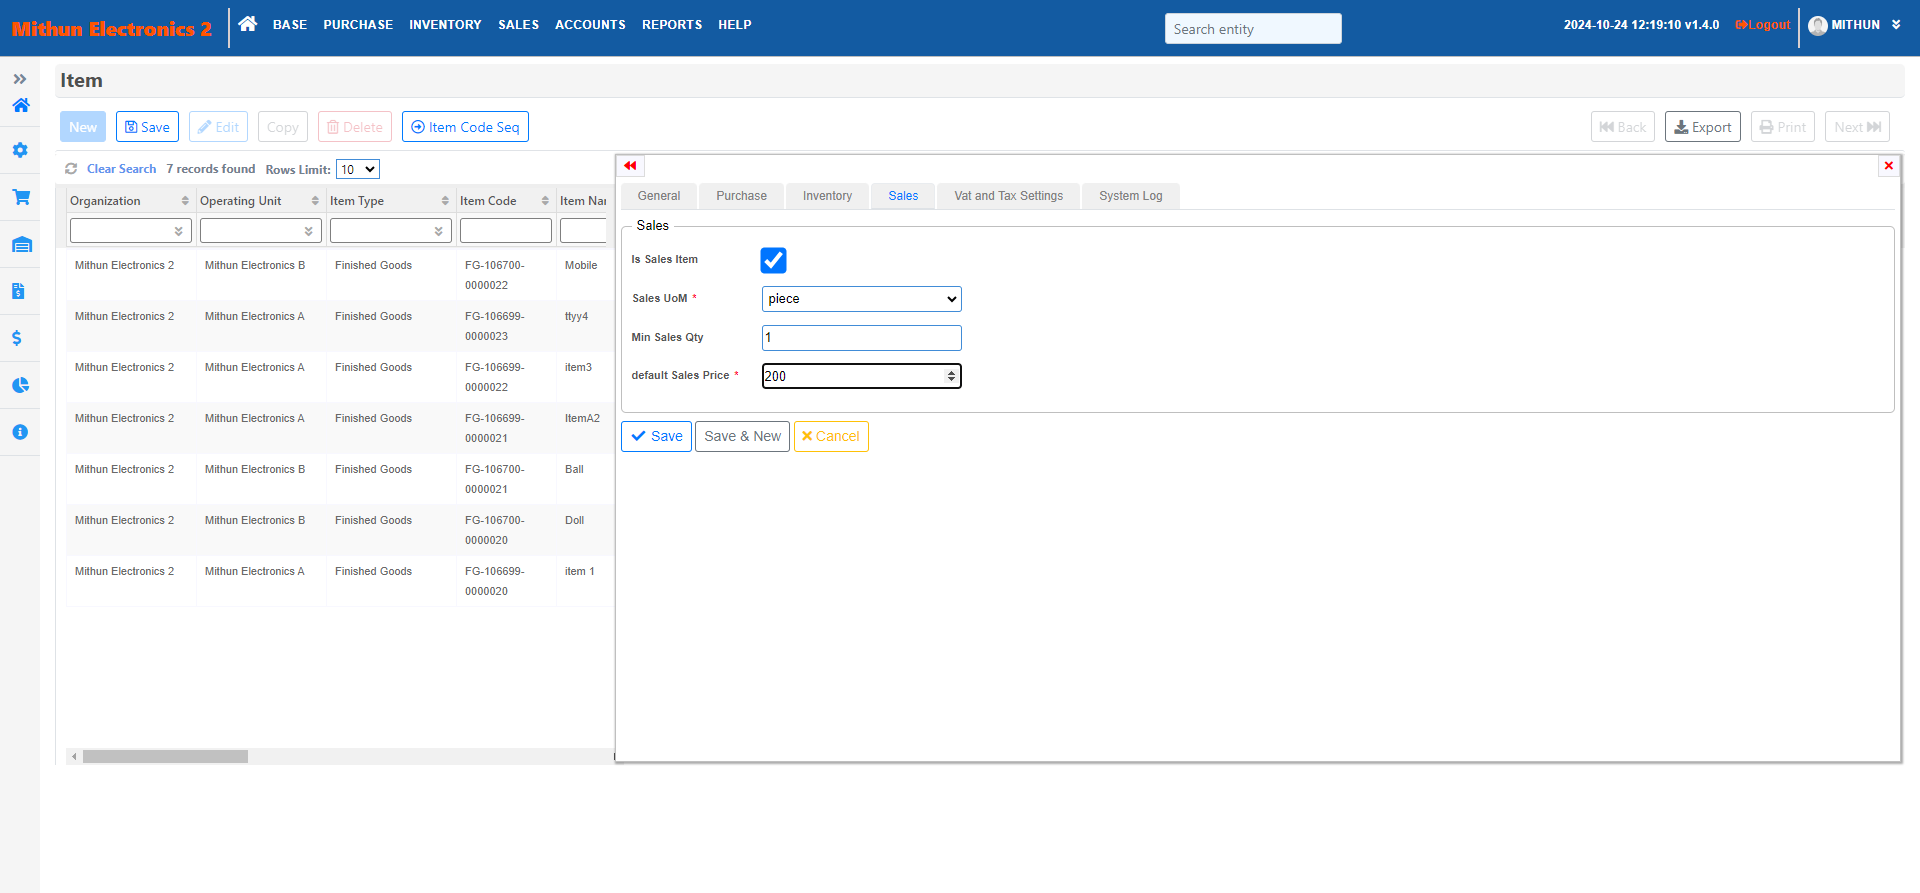 Mithun Electronics 2
BASE PURCHASE INVENTORY SALES ACCOUNTS REPORTS HELP
Search entity
2024-10-24 12:19:10 v1.4.0 Logout MITHUN
Item
New Save Edit Copy Delete Item Code Seq
Back Export Print Next
Clear Search 7 records found Rows Limit: 10
Organization Operating Unit Item Type Item Code Item Nar
Mithun Electronics 2 Mithun Electronics B Finished Goods FG-106700- Mobile
0000022
Mithun Electronics 2 Mithun Electronics A Finished Goods FG-106699- ttyy4
0000023
Mithun Electronics 2 Mithun Electronics A Finished Goods FG-106699- item3
0000022
Mithun Electronics 2 Mithun Electronics A Finished Goods FG-106699- ItemA2
0000021
Mithun Electronics 2 Mithun Electronics B Finished Goods FG-106700- Ball
0000021
Mithun Electronics 2 Mithun Electronics B Finished Goods FG-106700- Doll
0000020
Mithun Electronics 2 Mithun Electronics A Finished Goods FG-106699- item 1
0000020
General Purchase Inventory Sales Vat and Tax Settings System Log
Sales
Is Sales Item
Sales UoM * piece
Min Sales Qty 1
default Sales Price * 200
Save Save & New Cancel